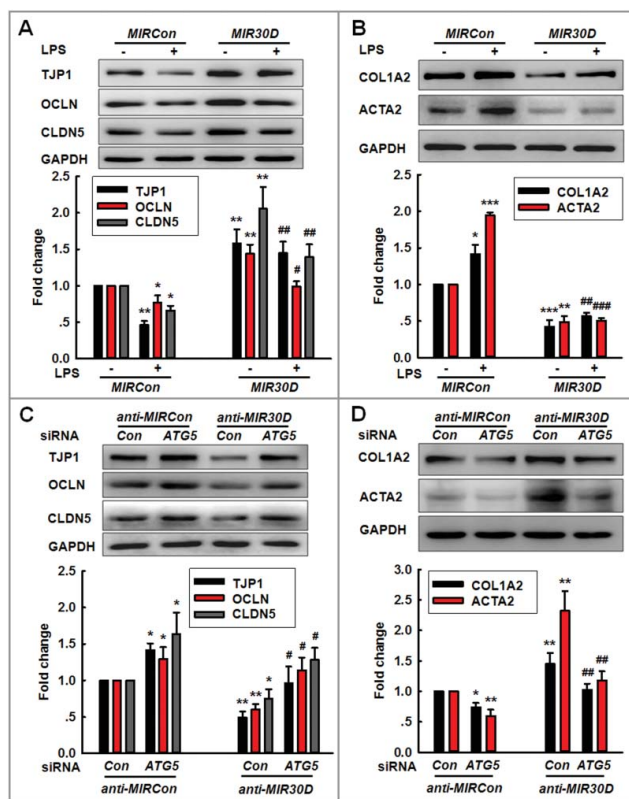 A
MIRCon MIR30D
LPS - + - +
TJP1
OCLN
CLDN5
GAPDH
2.5
2.0
1.5
1.0
.5
0.0
Fold change
TJP1
OCLN
CLDN5
** * *
** ** **
## # ##
LPS - + - +
MIRCon MIR30D
B
MIRCon MIR30D
LPS - + - +
COL1A2
ACTA2
GAPDH
2.5
2.0
1.5
1.0
.5
0.0
Fold change
COL1A2
ACTA2
* ***
*** **
## ###
LPS - + - +
MIRCon MIR30D
C
anti-MIRCon anti-MIR30D
siRNA Con ATG5 Con ATG5
TJP1
OCLN
CLDN5
GAPDH
2.5
2.0
1.5
1.0
.5
0.0
Fold change
TJP1
OCLN
CLDN5
* * *
** ** *
# # #
siRNA Con ATG5 Con ATG5
anti-MIRCon anti-MIR30D
D
anti-MIRCon anti-MIR30D
siRNA Con ATG5 Con ATG5
COL1A2
ACTA2
GAPDH
3.0
2.5
2.0
1.5
1.0
.5
0.0
Fold change
COL1A2
ACTA2
* **
** **
## ##
siRNA Con ATG5 Con ATG5
anti-MIRCon anti-MIR30D